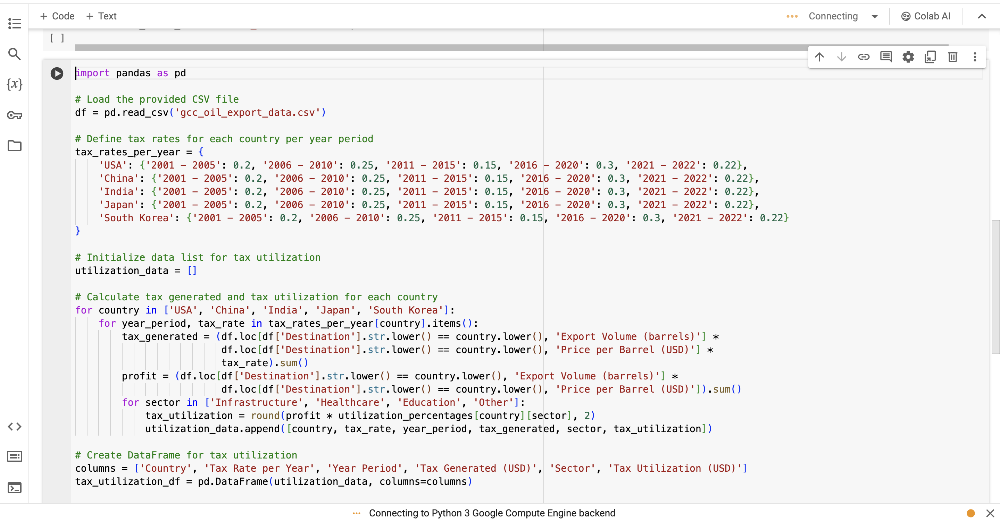 + Code + Text
Connecting
Colab AI
[ ]
import pandas as pd
{x}
# Load the provided CSV file
df = pd.read_csv('gcc_oil_export_data.csv')
# Define tax rates for each country per year period
tax_rates_per_year = {
'USA': {'2001 - 2005': 0.2, '2006 - 2010': 0.25, '2011 - 2015': 0.15, '2016 - 2020': 0.3, '2021 - 2022': 0.22},
'China': {'2001 - 2005': 0.2, '2006 - 2010': 0.25, '2011 - 2015': 0.15, '2016 - 2020': 0.3, '2021 - 2022': 0.22},
'India': {'2001 - 2005': 0.2, '2006 - 2010': 0.25, '2011 - 2015': 0.15, '2016 - 2020': 0.3, '2021 - 2022': 0.22},
'Japan': {'2001 - 2005': 0.2, '2006 - 2010': 0.25, '2011 - 2015': 0.15, '2016 - 2020': 0.3, '2021 - 2022': 0.22},
'South Korea': {'2001 - 2005': 0.2, '2006 - 2010': 0.25, '2011 - 2015': 0.15, '2016 - 2020': 0.3, '2021 - 2022': 0.22}
}
# Initialize data list for tax utilization
utilization_data = []
# Calculate tax generated and tax utilization for each country
for country in ['USA', 'China', 'India', 'Japan', 'South Korea']:
for year_period, tax_rate in tax_rates_per_year[country].items():
tax_generated = (df.loc[df['Destination'].str.lower() == country.lower(), 'Export Volume (barrels)'] *
df.loc[df['Destination'].str.lower() == country.lower(), 'Price per Barrel (USD)'] *
tax_rate).sum()
profit = (df.loc[df['Destination'].str.lower() == country.lower(), 'Export Volume (barrels)'] *
df.loc[df['Destination'].str.lower() == country.lower(), 'Price per Barrel (USD)']).sum()
for sector in ['Infrastructure', 'Healthcare', 'Education', 'Other']:
tax_utilization = round(profit * utilization_percentages[country][sector], 2)
utilization_data.append([country, tax_rate, year_period, tax_generated, sector, tax_utilization])
# Create DataFrame for tax utilization
columns = ['Country', 'Tax Rate per Year', 'Year Period', 'Tax Generated (USD)', 'Sector', 'Tax Utilization (USD)']
tax_utilization_df = pd.DataFrame(utilization_data, columns=columns)
Connecting to Python 3 Google Compute Engine backend